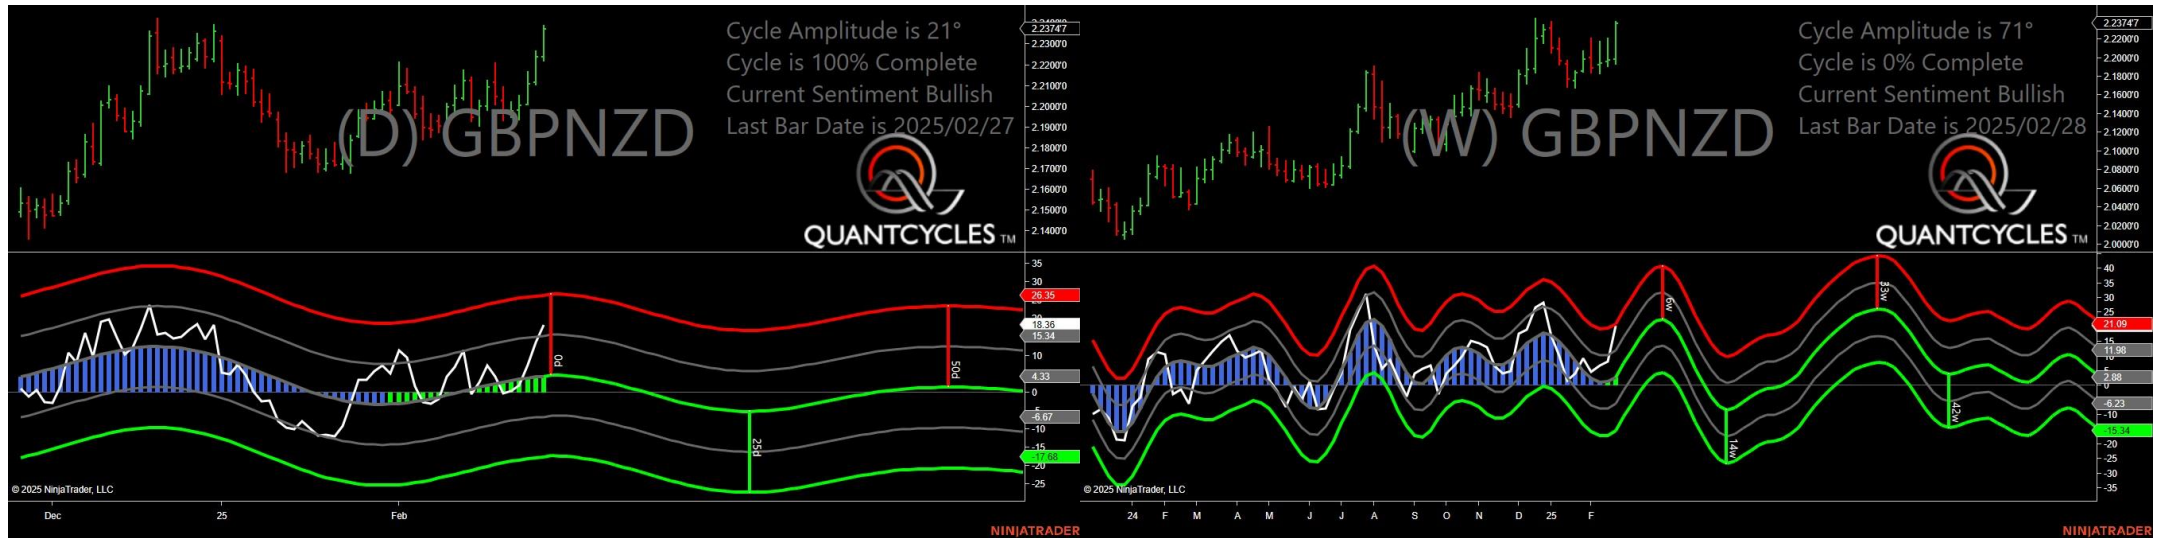 Cycle Amplitude is 21°
Cycle is 100% Complete
Current Sentiment Bullish
Last Bar Date is 2025/02/27
(D) GBPNZD
QUANTCYCLES TM
2.2374'7
2.2300'0
2.2200'0
2.2100'0
2.2000'0
2.1900'0
2.1800'0
2.1700'0
2.1600'0
2.1500'0
2.1400'0
35
30
26.35
18.36
15.34
10
4.33
0
-6.67
-10
-15
-17.68
-20
-25
0d
25d
50d
© 2025 NinjaTrader, LLC
Dec
25
Feb
NINJATRADER
Cycle Amplitude is 71°
Cycle is 0% Complete
Current Sentiment Bullish
Last Bar Date is 2025/02/28
(W) GBPNZD
QUANTCYCLES TM
2.2374'7
2.2200'0
2.2000'0
2.1800'0
2.1600'0
2.1400'0
2.1200'0
2.1000'0
2.0800'0
2.0600'0
2.0400'0
2.0200'0
2.0000'0
40
35
30
25
21.09
15
11.98
2.88
-6.23
-10
-15.34
-20
-25
-30
-35
6w
14w
33w
42w
© 2025 NinjaTrader, LLC
24 F M A M J J A S O N D 25 F
NINJATRADER